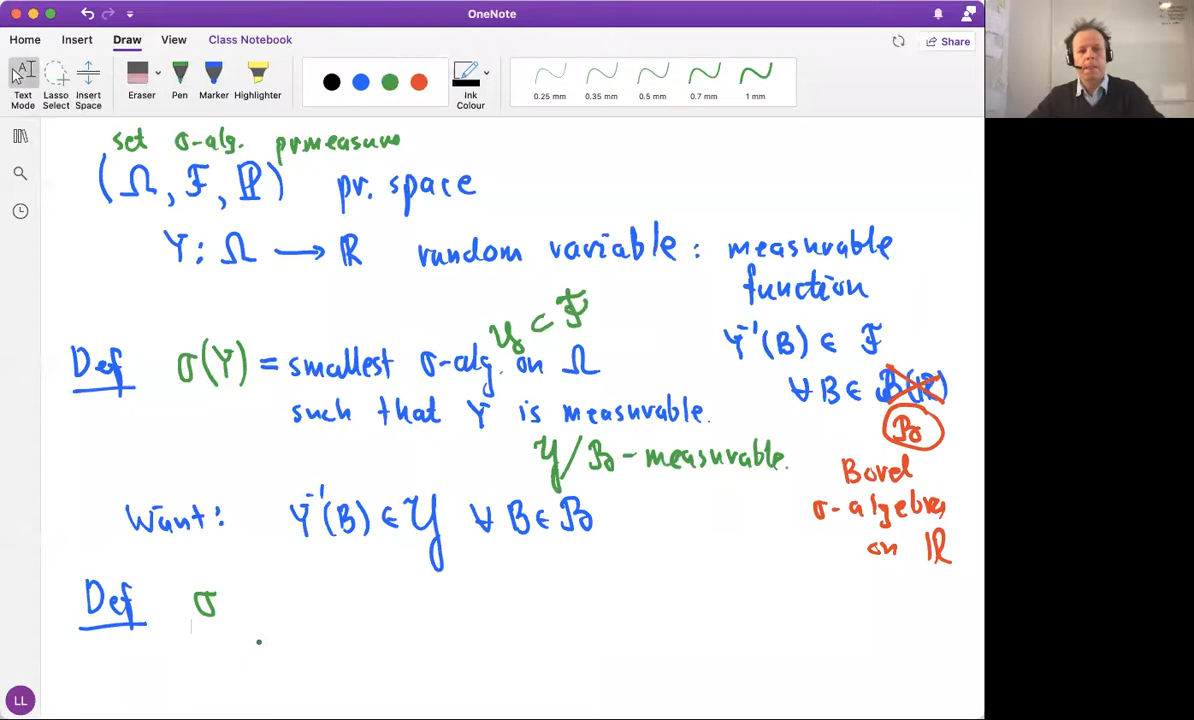 OneNote
Home Insert Draw View Class Notebook
Share
Text Mode
Lasso Select
Insert Space
Eraser
Pen
Marker
Highlighter
Ink Colour
0.25 mm 0.35 mm 0.5 mm 0.7 mm 1 mm
set σ-alg. pr measure
(Ω, F, ℙ) pr. space
Y: Ω → ℝ random variable: measurable
function
𝒴 ⊂ F
Y⁻¹(B) ∈ F
Def σ(Y) = smallest σ-alg. on Ω
∀ B ∈ B(ℝ)
such that Y is measurable.
B
𝒴/B-measurable.
Borel
σ-algebra
on ℝ
Want: Y⁻¹(B) ∈ 𝒴 ∀ B ∈ B
Def σ
LL